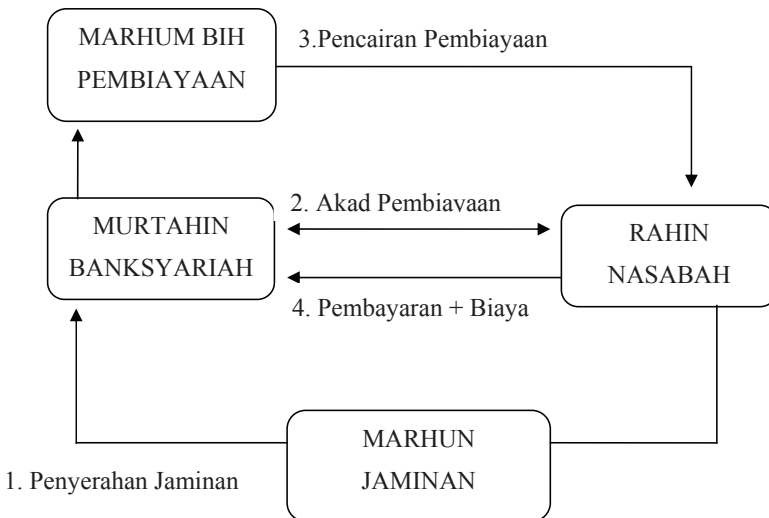 MARHUM BIH
PEMBIAYAAN
3.Pencairan Pembiayaan
MURTAHIN
BANKSYARIAH
2. Akad Pembiayaan
RAHIN
NASABAH
4. Pembayaran + Biaya
MARHUN
JAMINAN
1. Penyerahan Jaminan